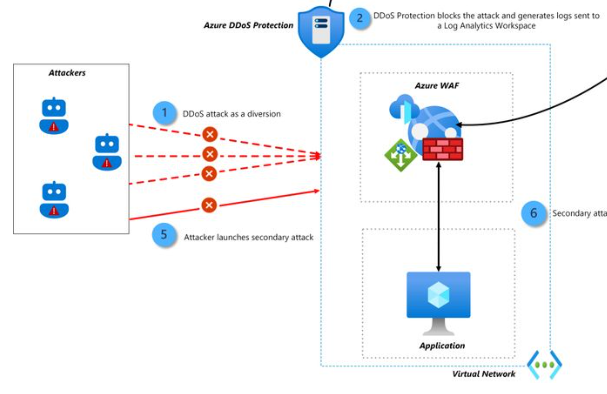 Azure DDoS Protection
2
DDoS Protection blocks the attack and generates logs sent to
a Log Analytics Workspace
Attackers
Azure WAF
1
DDoS attack as a diversion
6
Secondary atta
5
Attacker launches secondary attack
Application
Virtual Network